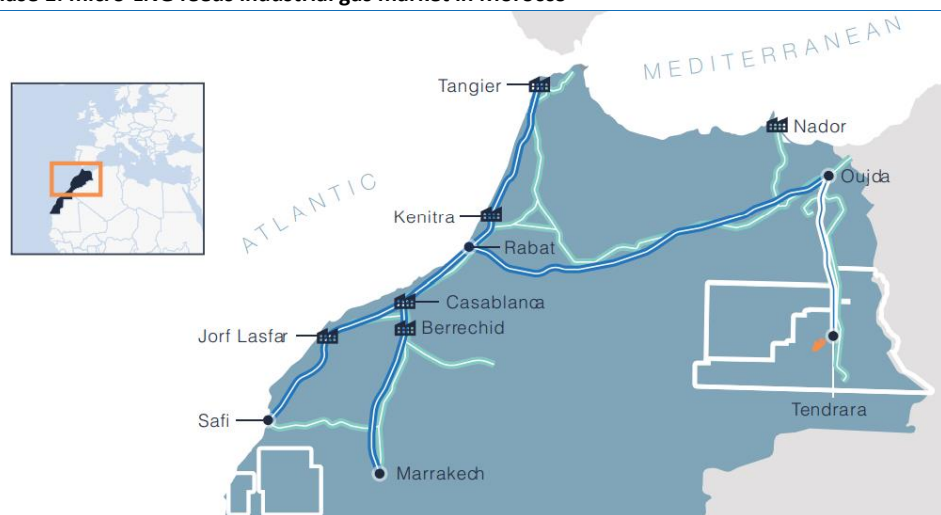 MEDITERRANEAN
Tangier
Nador
Oujda
ATLANTIC
Kenitra
Rabat
Casablanca
Jorf Lasfar
Berrechid
Tendrara
Safi
Marrakech